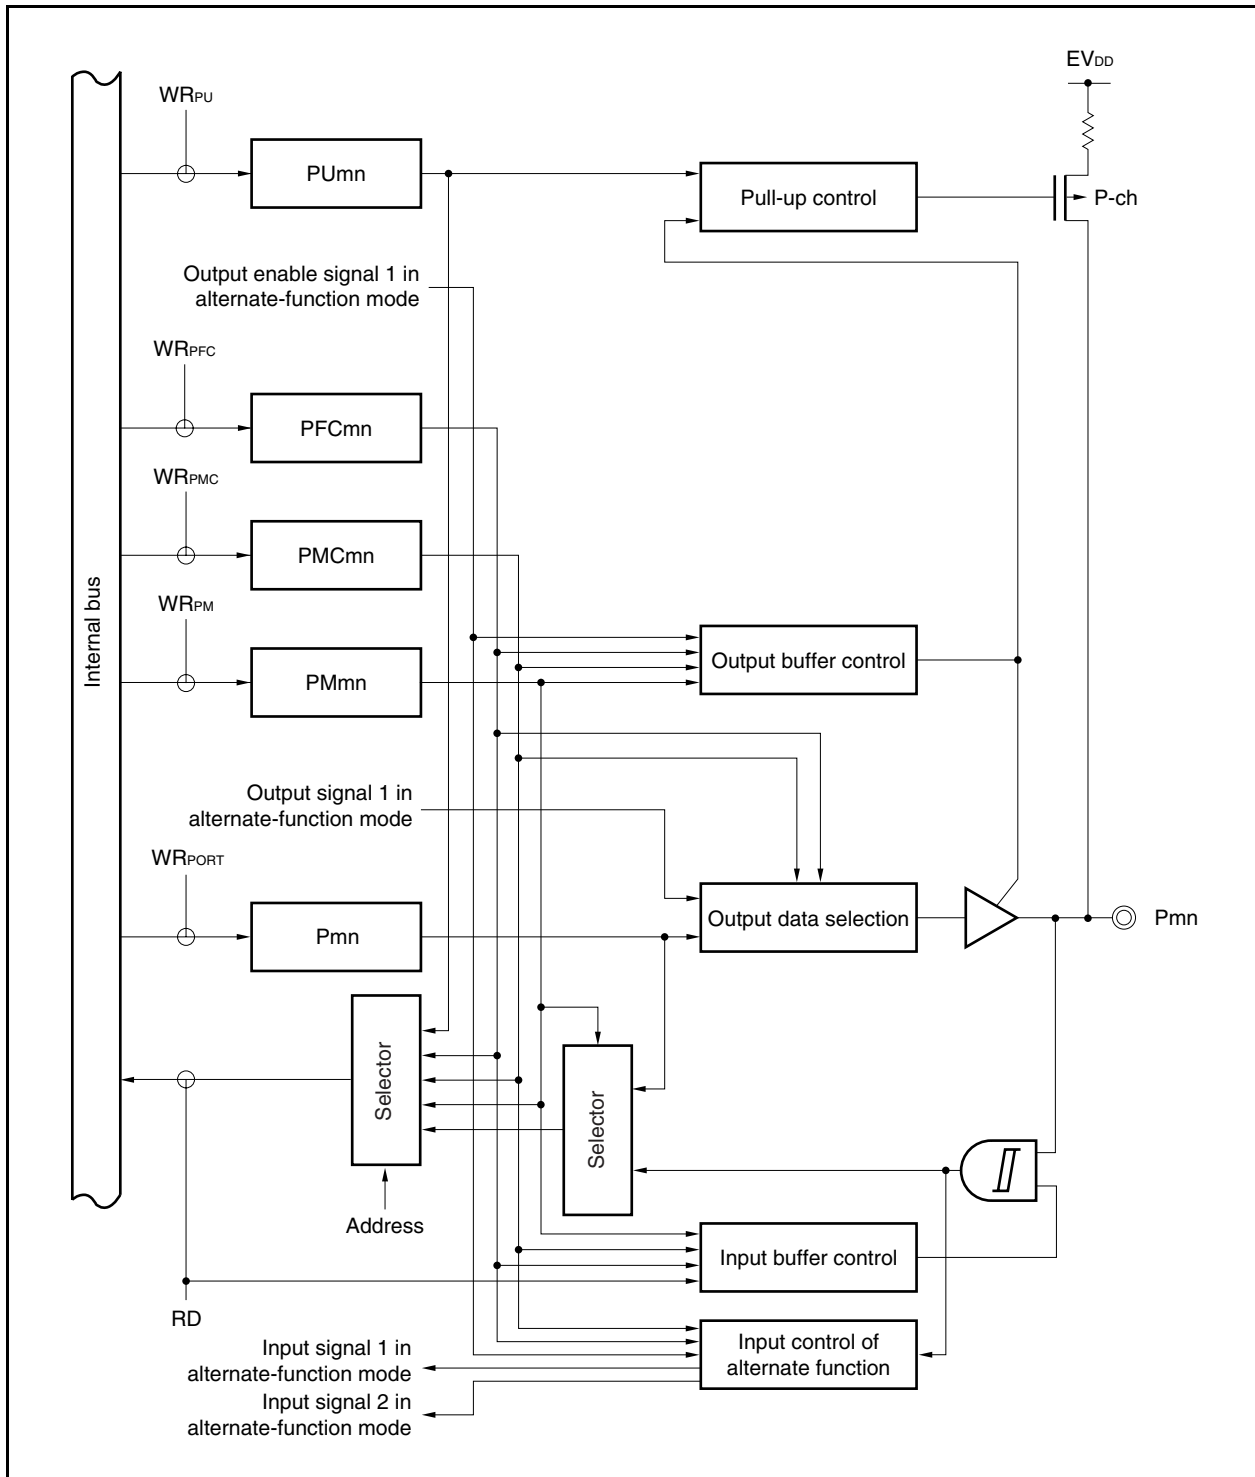 EVDD
WRPU
PUmn
Pull-up control
P-ch
Output enable signal 1 in
alternate-function mode
WRPFC
PFCmn
WRPMC
PMCmn
Internal bus
WRPM
PMmn
Output buffer control
Output signal 1 in
alternate-function mode
WRPORT
Pmn
Output data selection
Pmn
Selector
Selector
Address
Input buffer control
RD
Input signal 1 in
alternate-function mode
Input control of
alternate function
Input signal 2 in
alternate-function mode